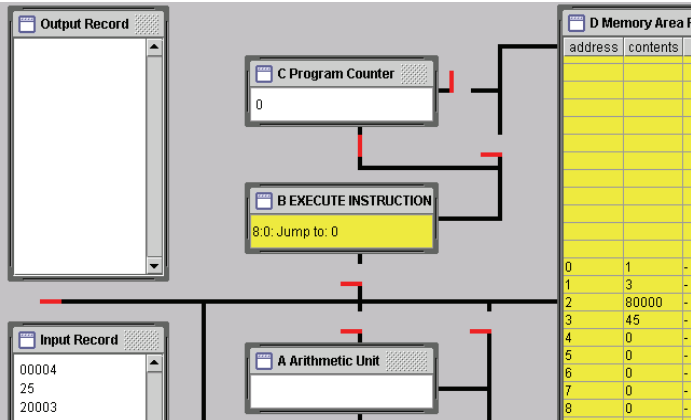 Output Record
C Program Counter
0
B EXECUTE INSTRUCTION
8:0: Jump to: 0
Input Record
00004
25
20003
A Arithmetic Unit
D Memory Area
address contents
0 1 -
1 3 -
2 80000 -
3 45 -
4 0 -
5 0 -
6 0 -
7 0 -
8 0 -